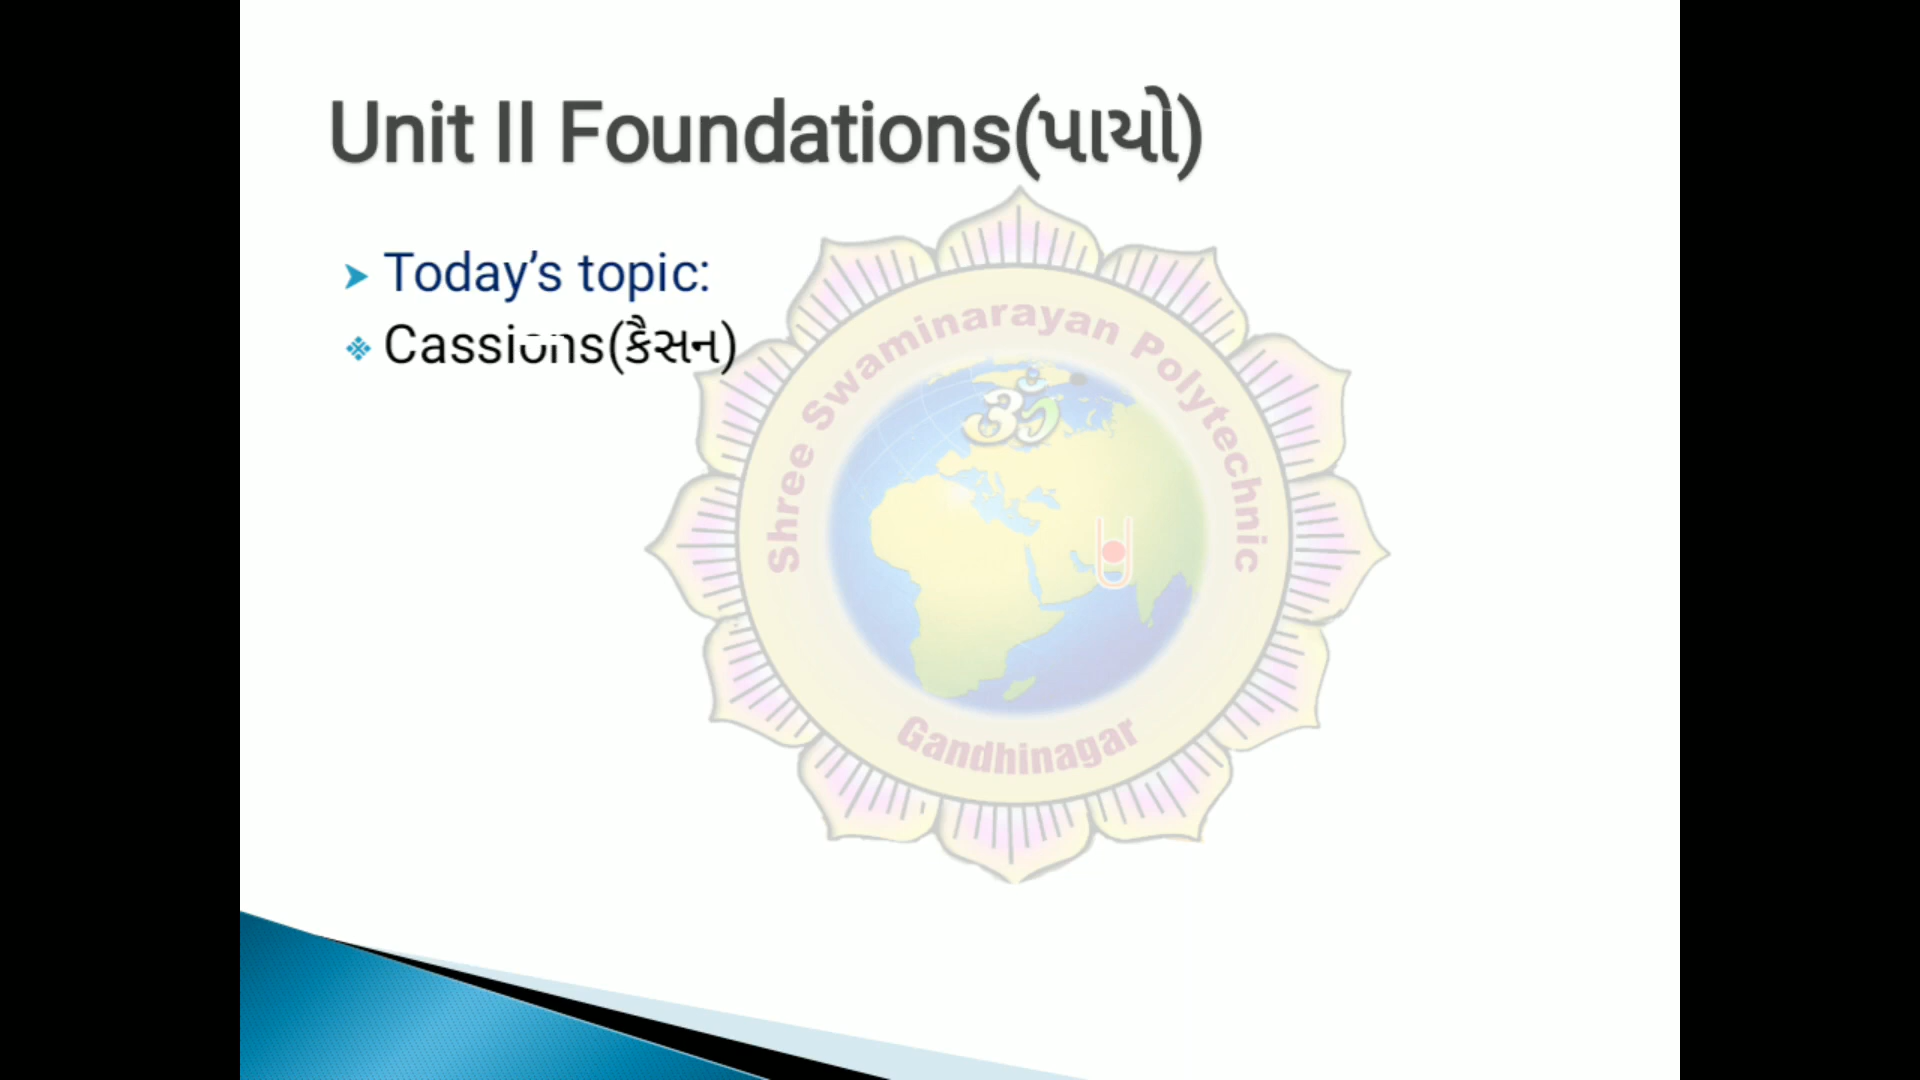 Unit II Foundations(પાયો)
Today’s topic:
Cassions(કૈસન)
Shree Swaminarayan Polytechnic
ૐ
Gandhinagar